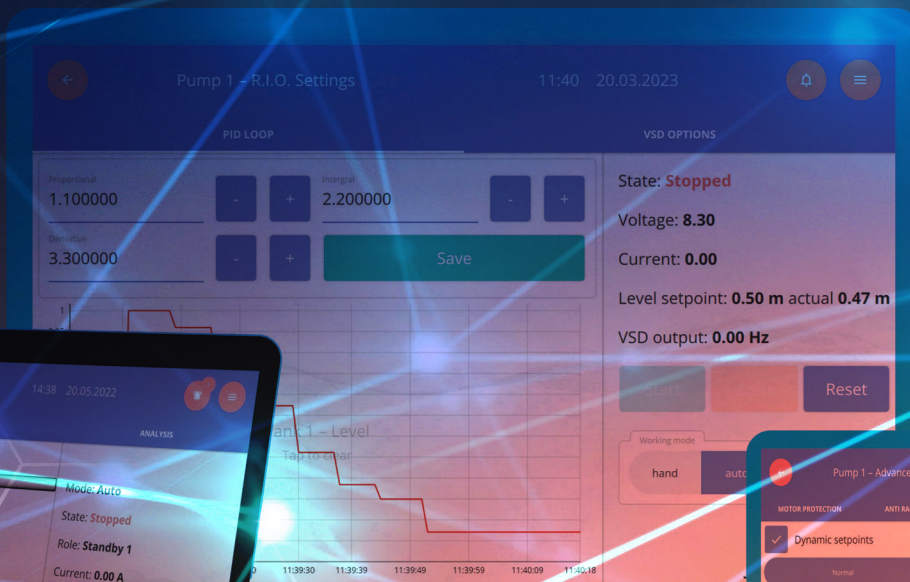 Pump 1 – R.I.O. Settings
11:40 20.03.2023
PID LOOP
VSD OPTIONS
Proportional
1.100000
-
+
Intergral
2.200000
-
+
Derivative
3.300000
-
+
Save
State: Stopped
Voltage: 8.30
Current: 0.00
Level setpoint: 0.50 m actual 0.47 m
VSD output: 0.00 Hz
Start
Reset
Working mode
hand
auto
1
ank 1 – Level
Tap to clear
11:39:30
11:39:39
11:39:49
11:39:59
11:40:09
11:40:18
14:38 20.05.2022
ANALYSIS
Mode: Auto
State: Stopped
Role: Standby 1
Current: 0.00 A
Pump 1 – Advance
MOTOR PROTECTION
ANTI RA
Dynamic setpoints
Normal